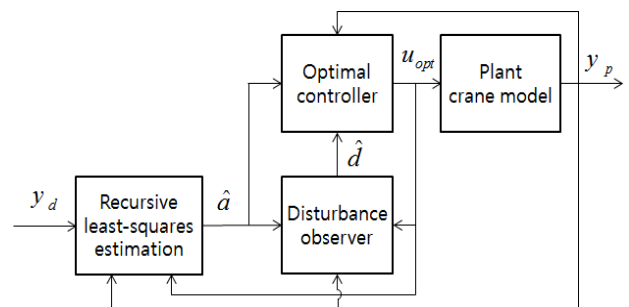 Optimal
controller
u_opt
Plant
crane model
y_p
d̂
y_d
Recursive
least-squares
estimation
â
Disturbance
observer